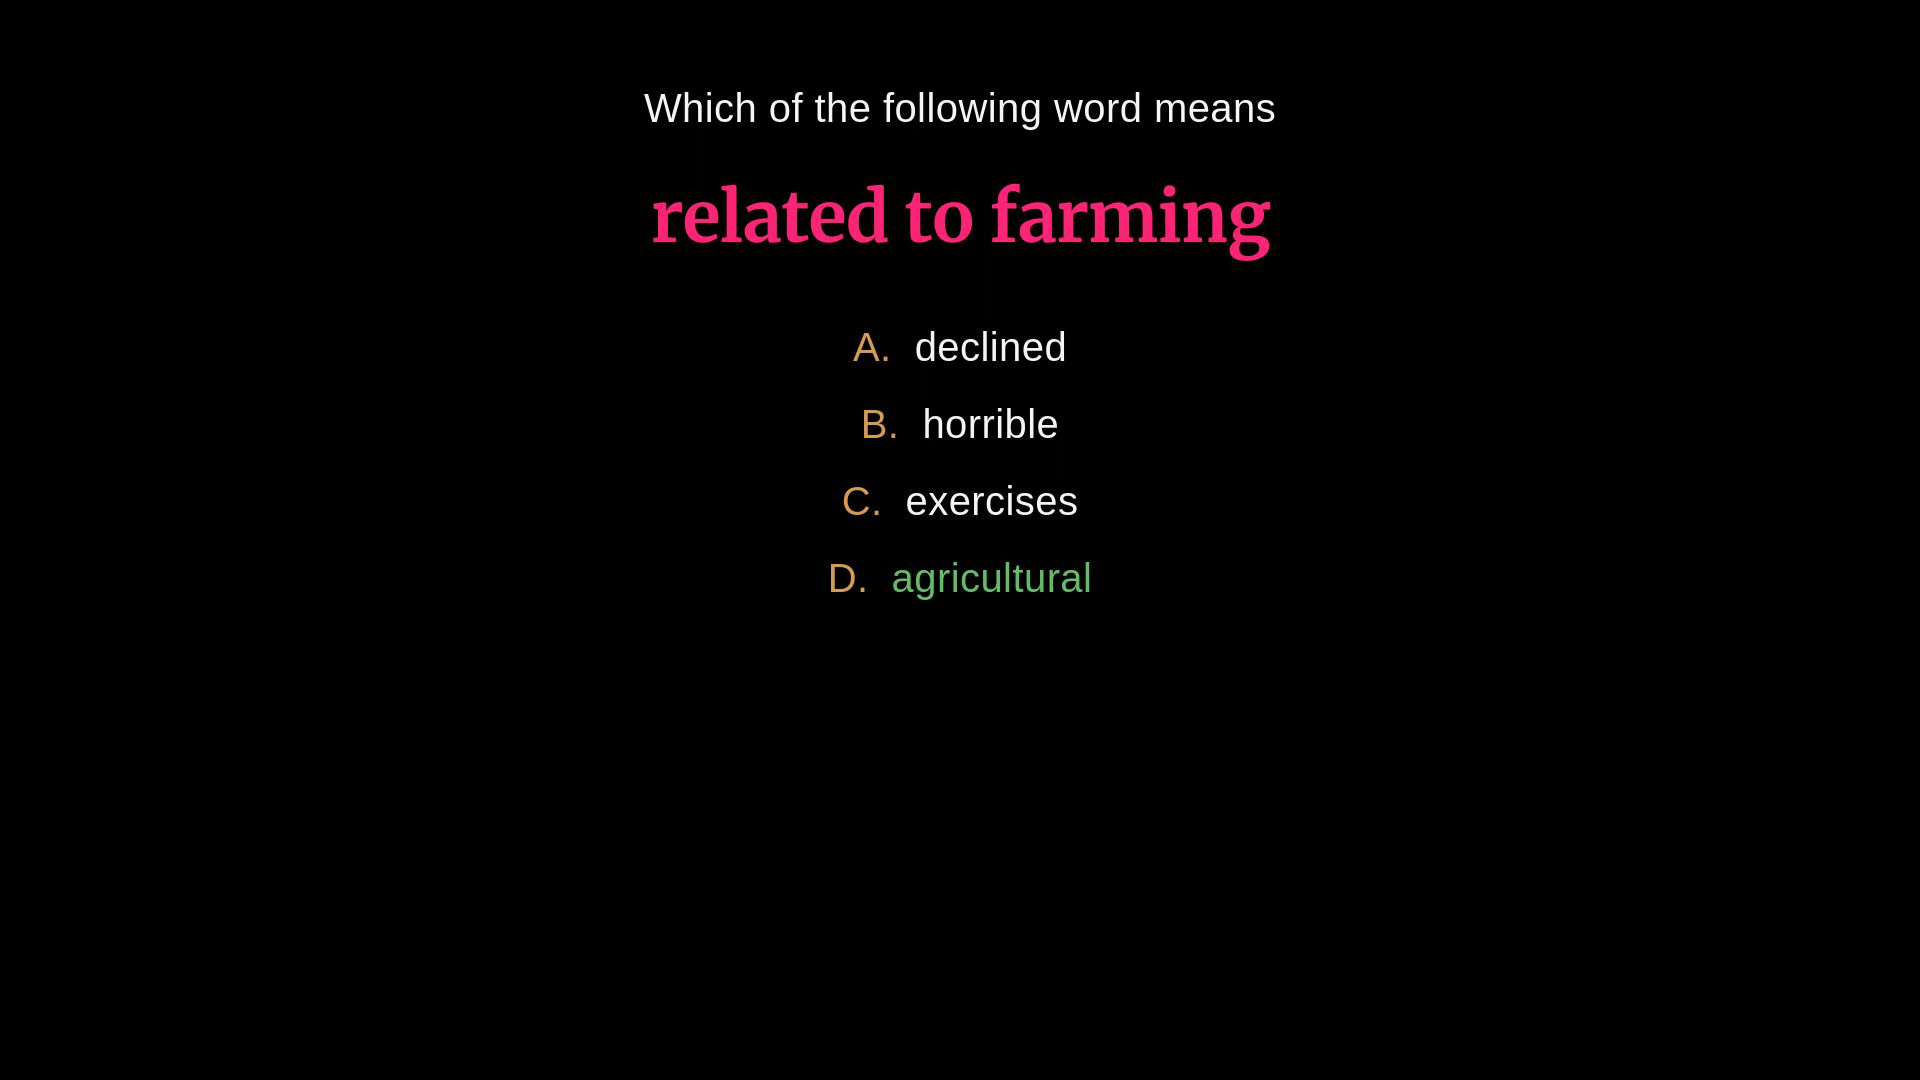 Which of the following word means
related to farming
A. declined
B. horrible
C. exercises
D. agricultural